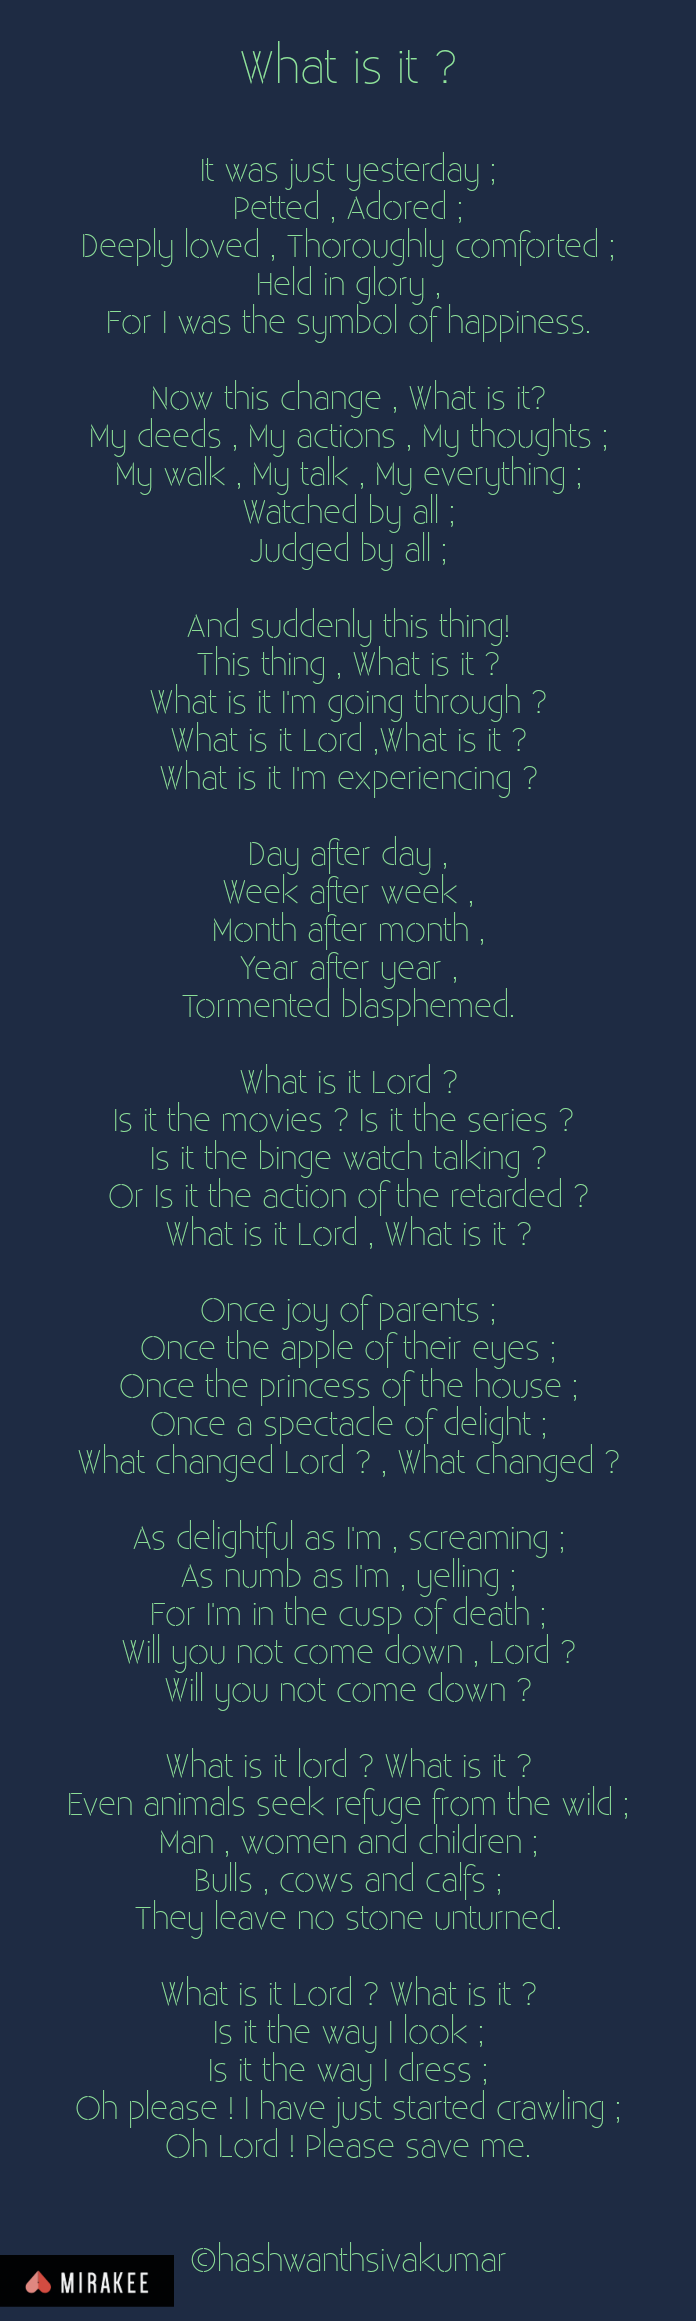 What is it ?
It was just yesterday ;
Petted , Adored ;
Deeply loved , Thoroughly comforted ;
Held in glory ,
For I was the symbol of happiness.
Now this change , What is it?
My deeds , My actions , My thoughts ;
My walk , My talk , My everything ;
Watched by all ;
Judged by all ;
And suddenly this thing!
This thing , What is it ?
What is it I'm going through ?
What is it Lord ,What is it ?
What is it I'm experiencing ?
Day after day ,
Week after week ,
Month after month ,
Year after year ,
Tormented blasphemed.
What is it Lord ?
Is it the movies ? Is it the series ?
Is it the binge watch talking ?
Or Is it the action of the retarded ?
What is it Lord , What is it ?
Once joy of parents ;
Once the apple of their eyes ;
Once the princess of the house ;
Once a spectacle of delight ;
What changed Lord ? , What changed ?
As delightful as I'm , screaming ;
As numb as I'm , yelling ;
For I'm in the cusp of death ;
Will you not come down , Lord ?
Will you not come down ?
What is it lord ? What is it ?
Even animals seek refuge from the wild ;
Man , women and children ;
Bulls , cows and calfs ;
They leave no stone unturned.
What is it Lord ? What is it ?
Is it the way I look ;
Is it the way I dress ;
Oh please ! I have just started crawling ;
Oh Lord ! Please save me.
©hashwanthsivakumar
MIRAKEE